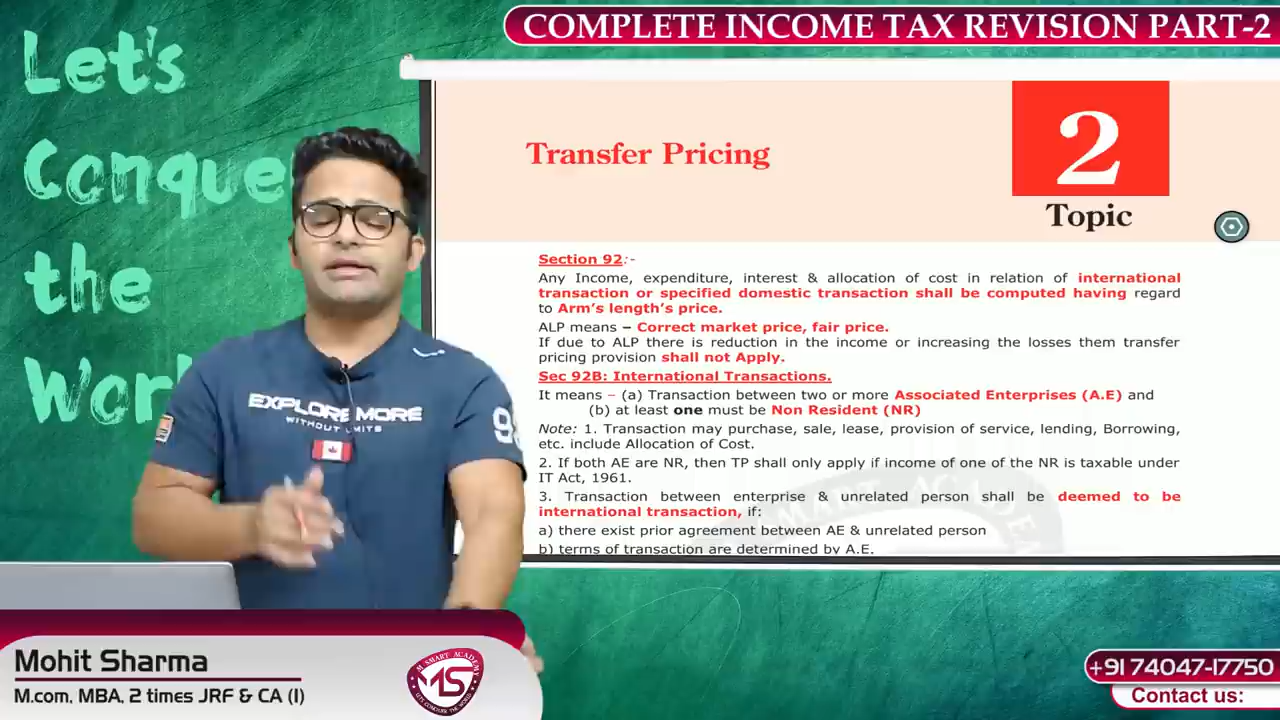 COMPLETE INCOME TAX REVISION PART-2
Let's
Conque
the
Worl
Transfer Pricing
2
Topic
Section 92:-
Any Income, expenditure, interest & allocation of cost in relation of international
transaction or specified domestic transaction shall be computed having regard
to Arm's length's price.
ALP means – Correct market price, fair price.
If due to ALP there is reduction in the income or increasing the losses them transfer
pricing provision shall not Apply.
Sec 92B: International Transactions.
It means – (a) Transaction between two or more Associated Enterprises (A.E) and
(b) at least one must be Non Resident (NR)
Note: 1. Transaction may purchase, sale, lease, provision of service, lending, Borrowing,
etc. include Allocation of Cost.
2. If both AE are NR, then TP shall only apply if income of one of the NR is taxable under
IT Act, 1961.
3. Transaction between enterprise & unrelated person shall be deemed to be
international transaction, if:
a) there exist prior agreement between AE & unrelated person
b) terms of transaction are determined by A.E.
EXPLORE MORE
WITHOUT LIMITS
Mohit Sharma
M.com, MBA, 2 times JRF & CA (I)
M SMART ACADEMY
MS
LETS CONQUER THE WORLD
+91 74047-17750
Contact us: